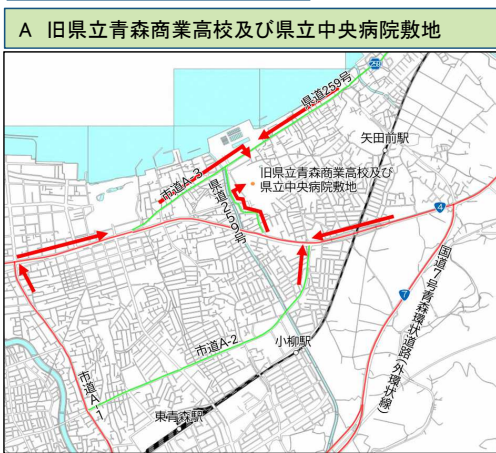 A 旧県立青森商業高校及び県立中央病院敷地
259
県道259号
矢田前駅
旧県立青森商業高校及び
県立中央病院敷地
市道A-3
県道259号
4
国道7号青森環状道路(外環状線)
7
小柳駅
市道A-2
市道A-1
東青森駅